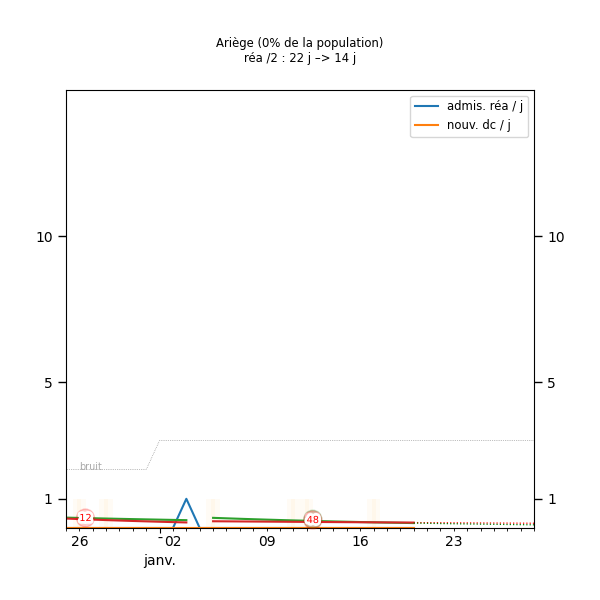 Ariège (0% de la population)
réa /2 : 22 j –> 14 j
admis. réa / j
nouv. dc / j
10 10
5 5
bruit
1 1
-12 -48
26 02 09 16 23
janv.